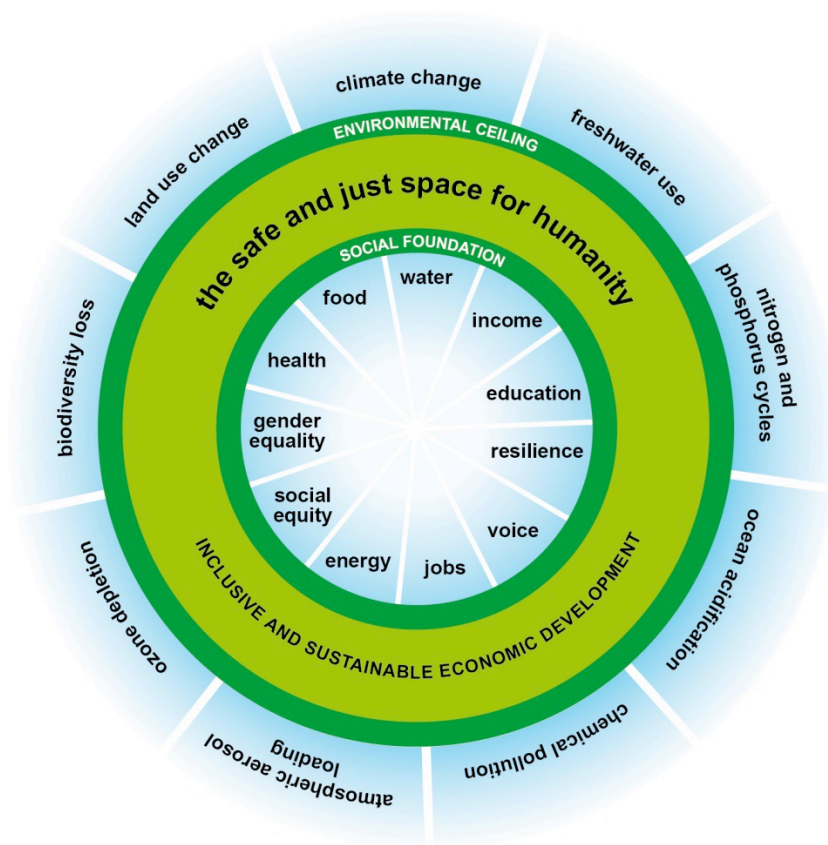 climate change
freshwater use
nitrogen and
phosphorus cycles
ocean acidification
chemical pollution
atmospheric aerosol
loading
ozone depletion
biodiversity loss
land use change
ENVIRONMENTAL CEILING
the safe and just space for humanity
SOCIAL FOUNDATION
water
income
education
resilience
voice
jobs
energy
social
equity
gender
equality
health
food
INCLUSIVE AND SUSTAINABLE ECONOMIC DEVELOPMENT